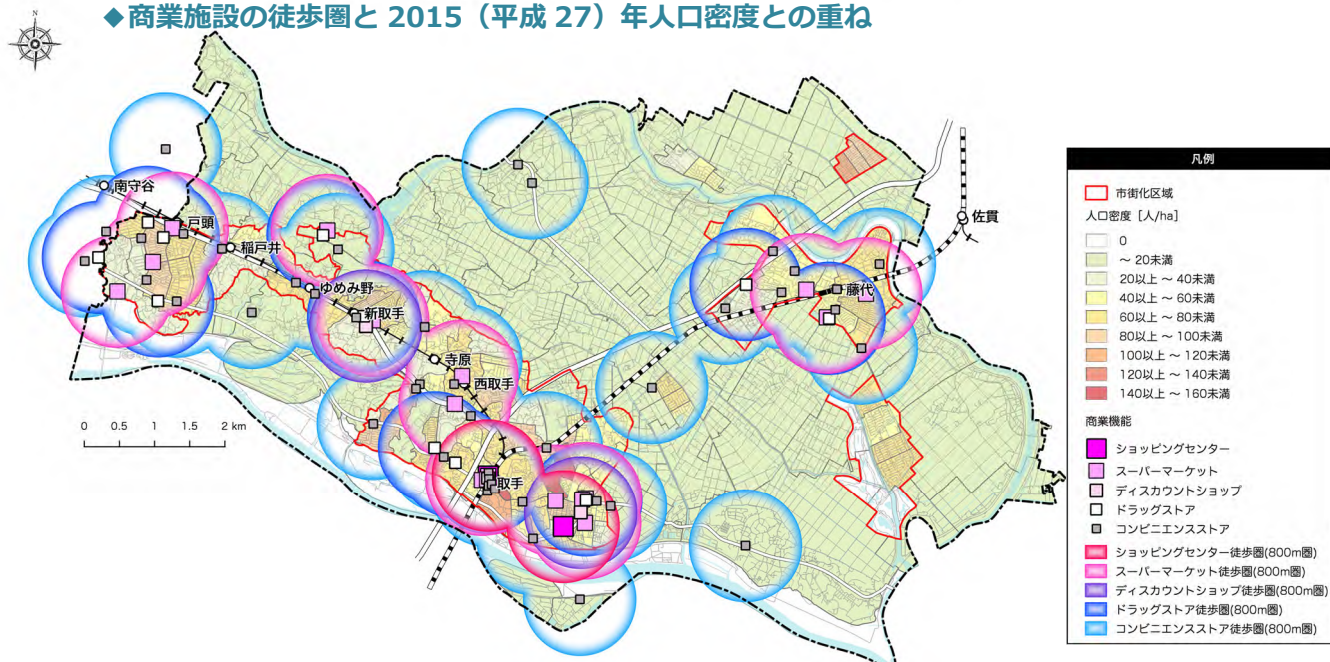 ◆商業施設の徒歩圏と 2015（平成 27）年人口密度との重ね
N
南守谷
戸頭
稲戸井
ゆめみ野
新取手
寺原
西取手
取手
藤代
佐貫
0 0.5 1 1.5 2 km
凡例
市街化区域
人口密度 [人/ha]
0
～ 20未満
20以上 ～ 40未満
40以上 ～ 60未満
60以上 ～ 80未満
80以上 ～ 100未満
100以上 ～ 120未満
120以上 ～ 140未満
140以上 ～ 160未満
商業機能
ショッピングセンター
スーパーマーケット
ディスカウントショップ
ドラッグストア
コンビニエンスストア
ショッピングセンター徒歩圏(800m圏)
スーパーマーケット徒歩圏(800m圏)
ディスカウントショップ徒歩圏(800m圏)
ドラッグストア徒歩圏(800m圏)
コンビニエンスストア徒歩圏(800m圏)